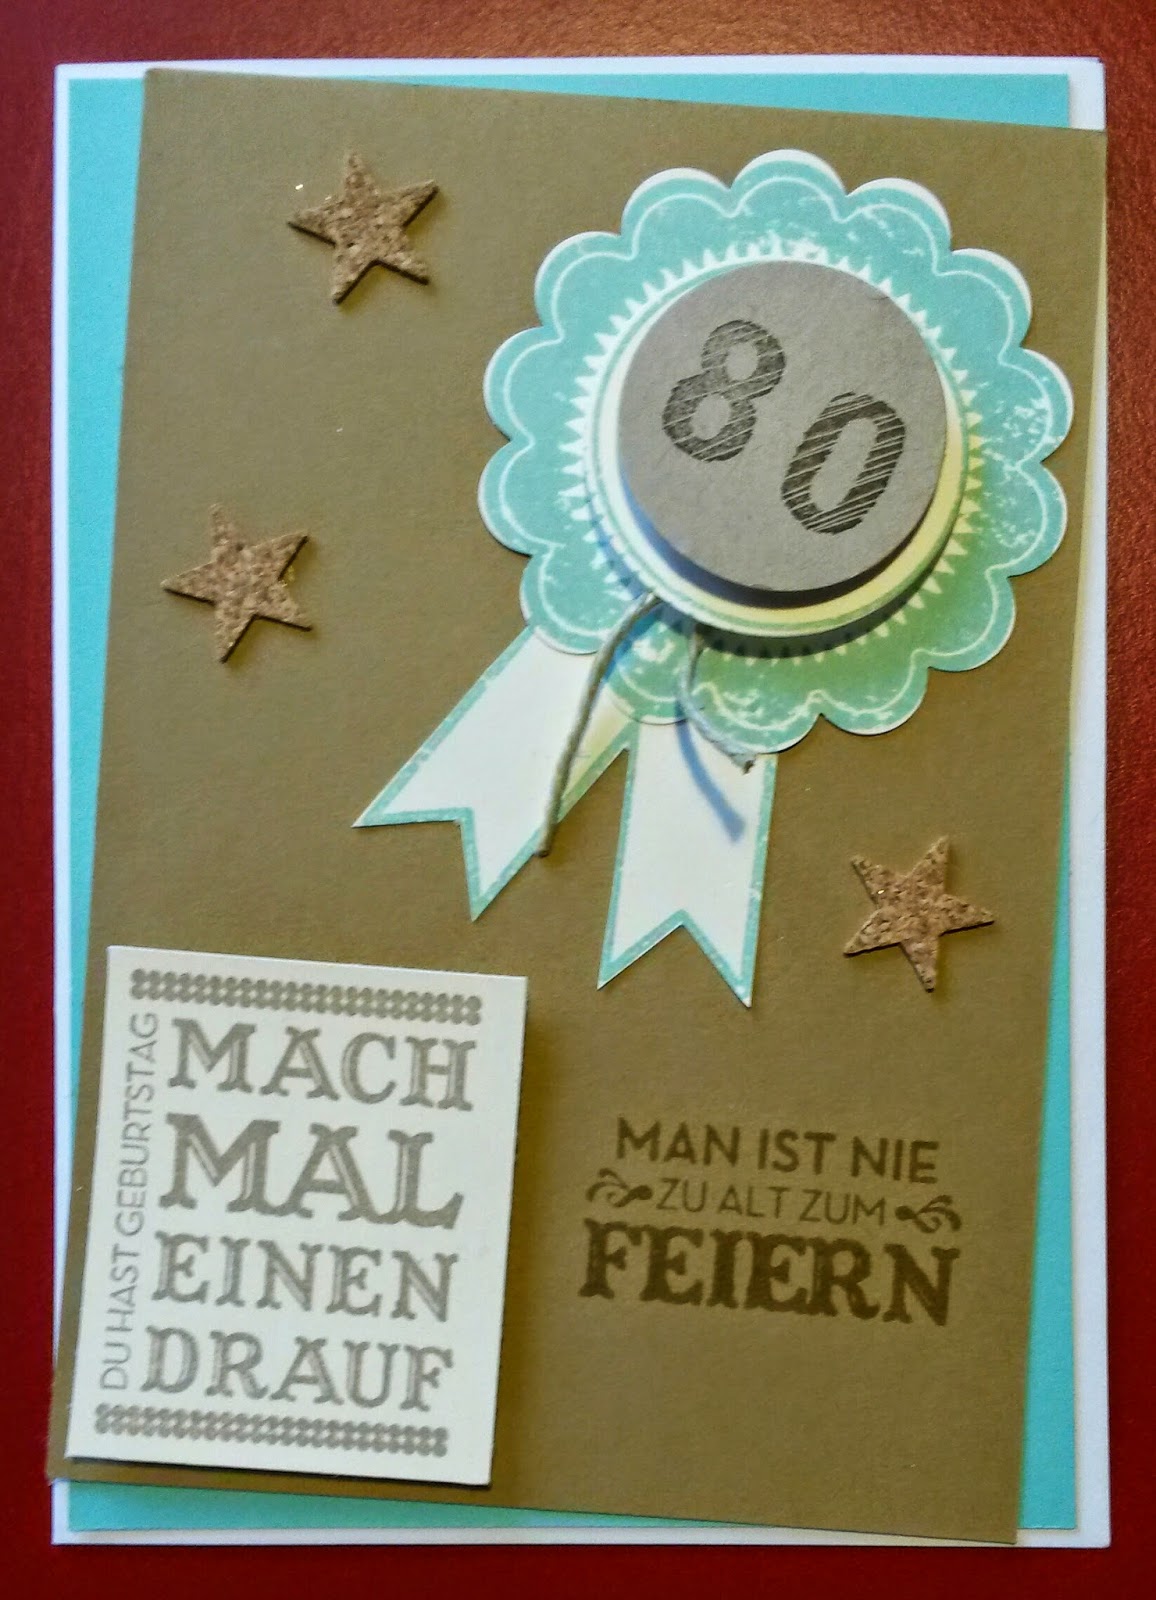 80
DU HAST GEBURTSTAG
MACH
MAL
EINEN
DRAUF
MAN IST NIE
ZU ALT ZUM
FEIERN